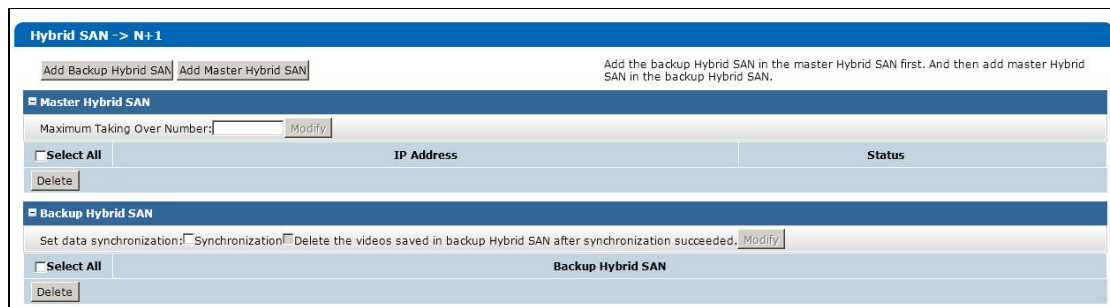 Hybrid SAN -> N+1
Add Backup Hybrid SAN Add Master Hybrid SAN
Add the backup Hybrid SAN in the master Hybrid SAN first. And then add master Hybrid
SAN in the backup Hybrid SAN.
Master Hybrid SAN
Maximum Taking Over Number: Modify
Select All IP Address Status
Delete
Backup Hybrid SAN
Set data synchronization: Synchronization Delete the videos saved in backup Hybrid SAN after synchronization succeeded. Modify
Select All Backup Hybrid SAN
Delete